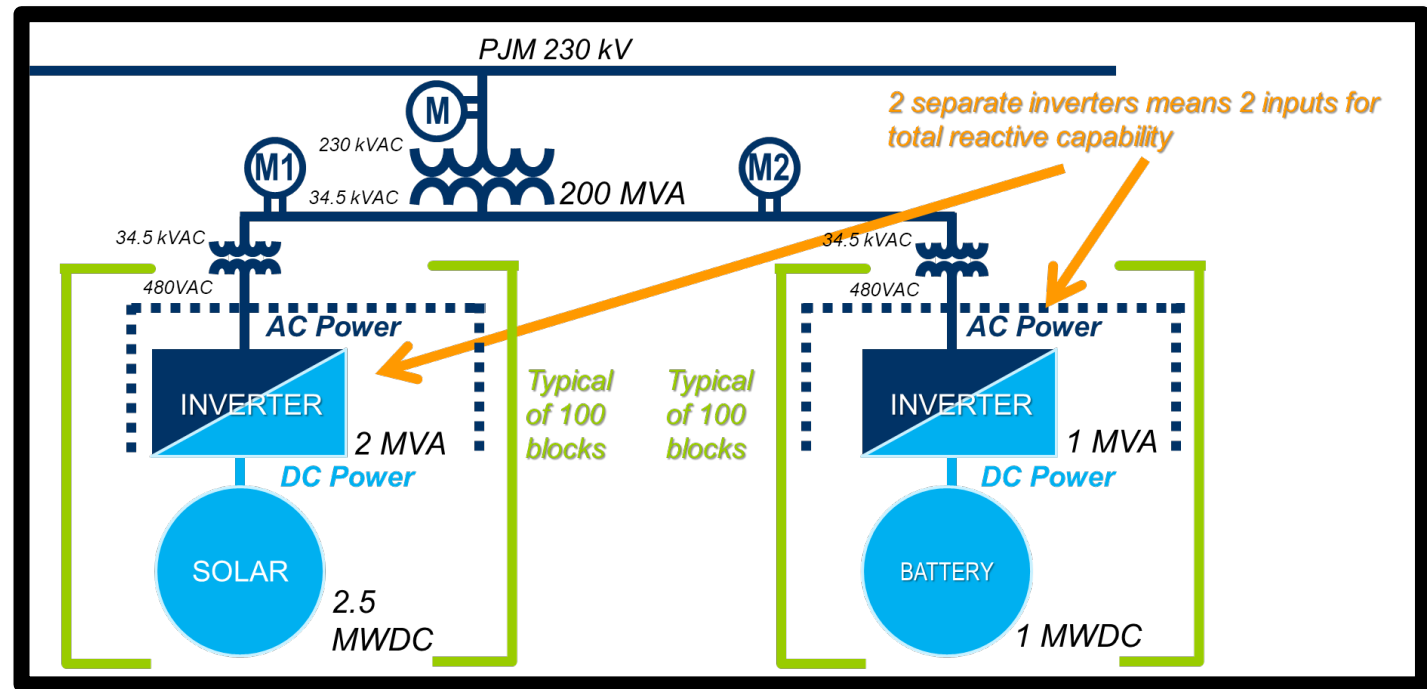 PJM 230 kV
2 separate inverters means 2 inputs for
total reactive capability
M
230 kVAC
M1
M2
34.5 kVAC
200 MVA
34.5 kVAC
34.5 kVAC
480VAC
480VAC
AC Power
AC Power
INVERTER
2 MVA
Typical
of 100
blocks
Typical
of 100
blocks
INVERTER
1 MVA
DC Power
DC Power
SOLAR
2.5
MWDC
BATTERY
1 MWDC